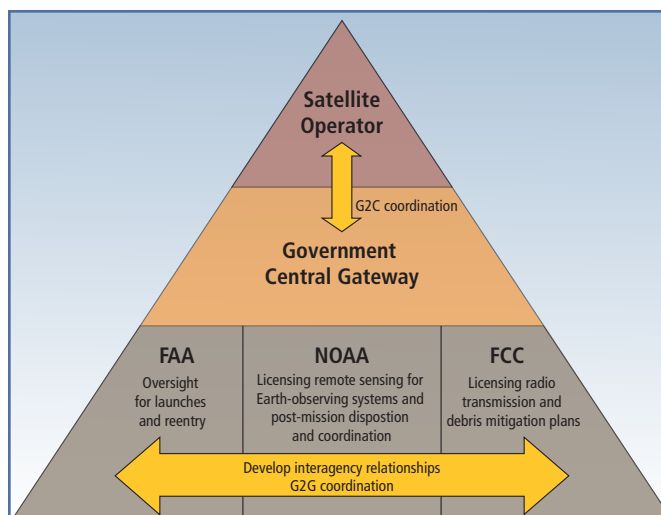 Satellite
Operator
G2C coordination
Government
Central Gateway
FAA
Oversight
for launches
and reentry
NOAA
Licensing remote sensing for
Earth-observing systems and
post-mission dispostion
and coordination
FCC
Licensing radio
transmission and
debris mitigation plans
Develop interagency relationships
G2G coordination